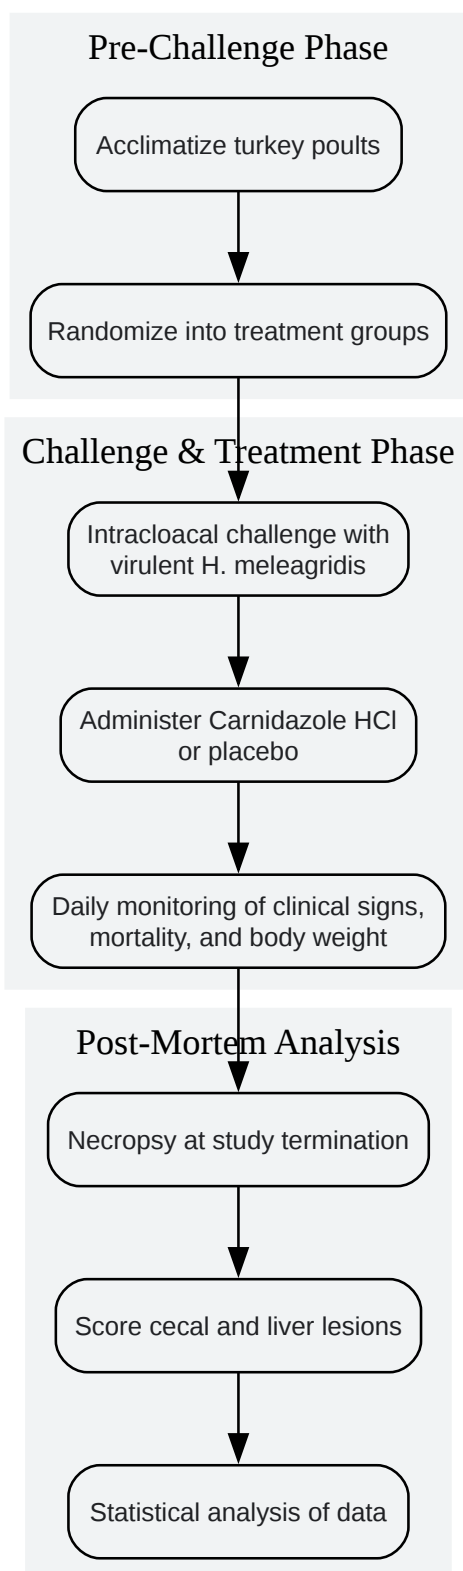 Pre-Challenge Phase
Acclimatize turkey poults
Randomize into treatment groups
Challenge & Treatment Phase
Intracloacal challenge with
virulent H. meleagridis
Administer Carnidazole HCl
or placebo
Daily monitoring of clinical signs,
mortality, and body weight
Post-Mortem Analysis
Necropsy at study termination
Score cecal and liver lesions
Statistical analysis of data